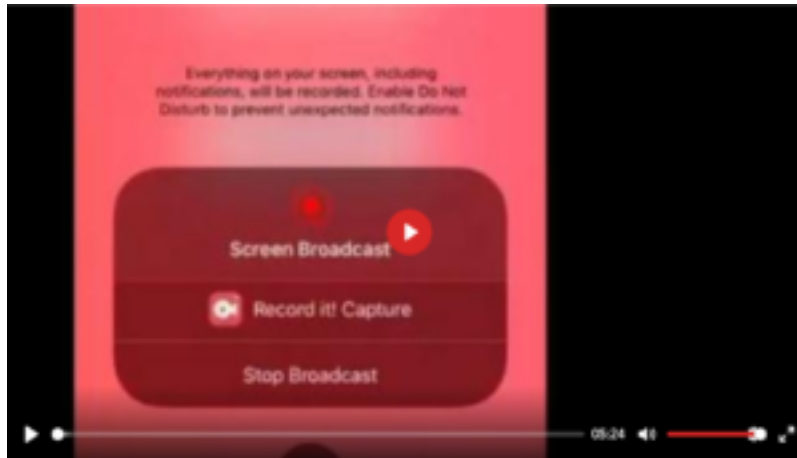 Everything on your screen, including
notifications, will be recorded. Enable Do Not
Disturb to prevent unexpected notifications.
Screen Broadcast
Record it! Capture
Stop Broadcast
05:24